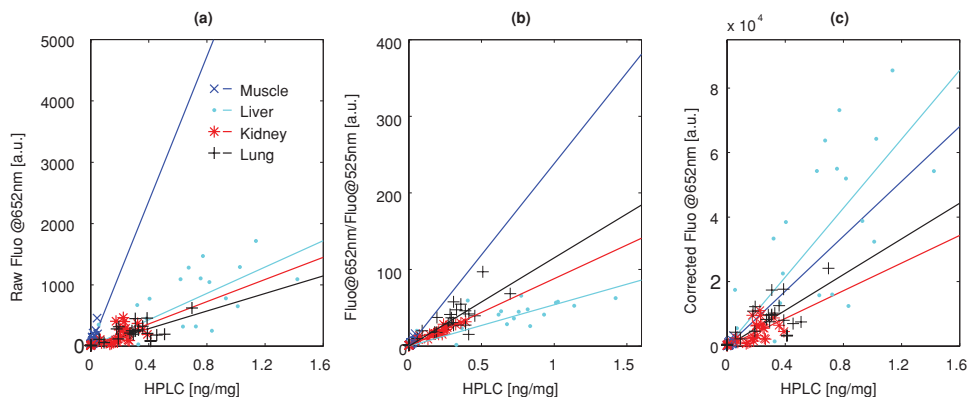 (a)
5000
4000
3000
2000
1000
0
Raw Fluo @652nm [a.u.]
Muscle
Liver
Kidney
Lung
0 0.4 0.8 1.2 1.6
HPLC [ng/mg]
(b)
400
300
200
100
0
Fluo@652nm/Fluo@525nm
0 0.5 1 1.5
HPLC [ng/mg]
(c)
x 10^4
8
6
4
2
0
Corrected Fluo @652nm [a.u.]
0 0.4 0.8 1.2 1.6
HPLC [ng/mg]